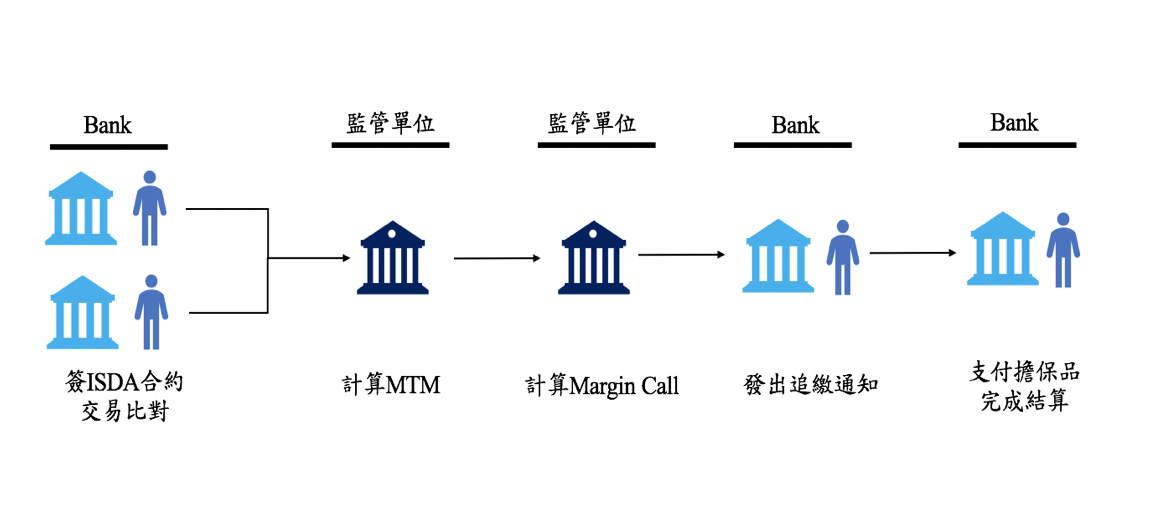 Bank
監管單位
監管單位
Bank
Bank
簽ISDA合約
交易比對
計算MTM
計算Margin Call
發出追繳通知
支付擔保品
完成結算